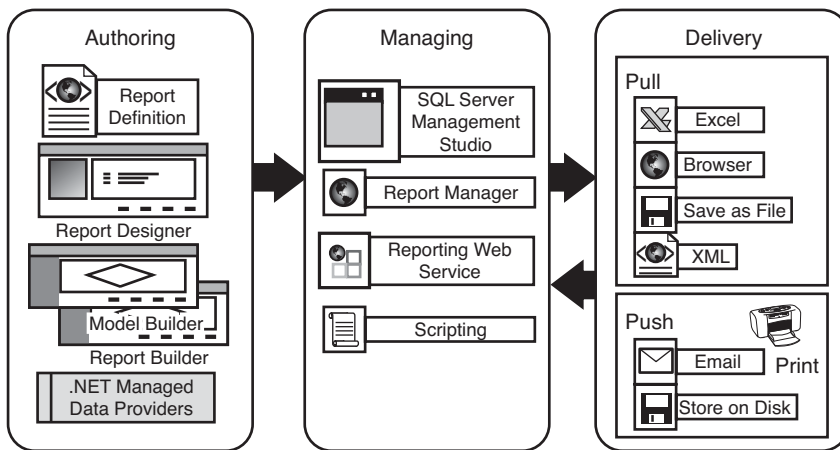 Authoring
Report
Definition
Report Designer
Model Builder
Report Builder
.NET Managed
Data Providers
Managing
SQL Server
Management
Studio
Report Manager
Reporting Web
Service
Scripting
Delivery
Pull
Excel
Browser
Save as File
XML
Push
Print
Email
Store on Disk